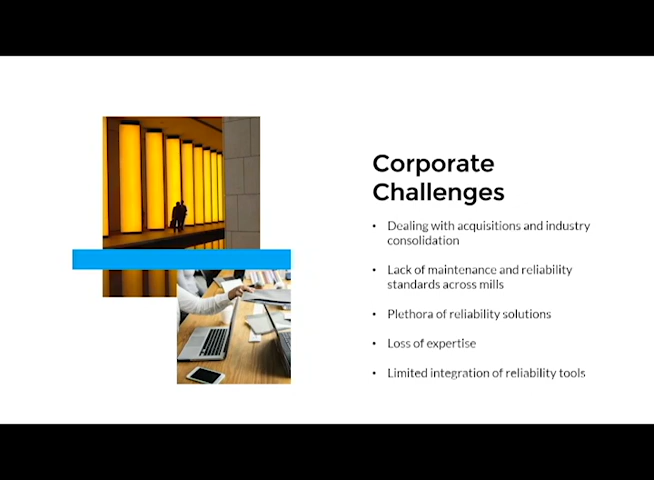 Corporate
Challenges
• Dealing with acquisitions and industry
consolidation
• Lack of maintenance and reliability
standards across mills
• Plethora of reliability solutions
• Loss of expertise
• Limited integration of reliability tools